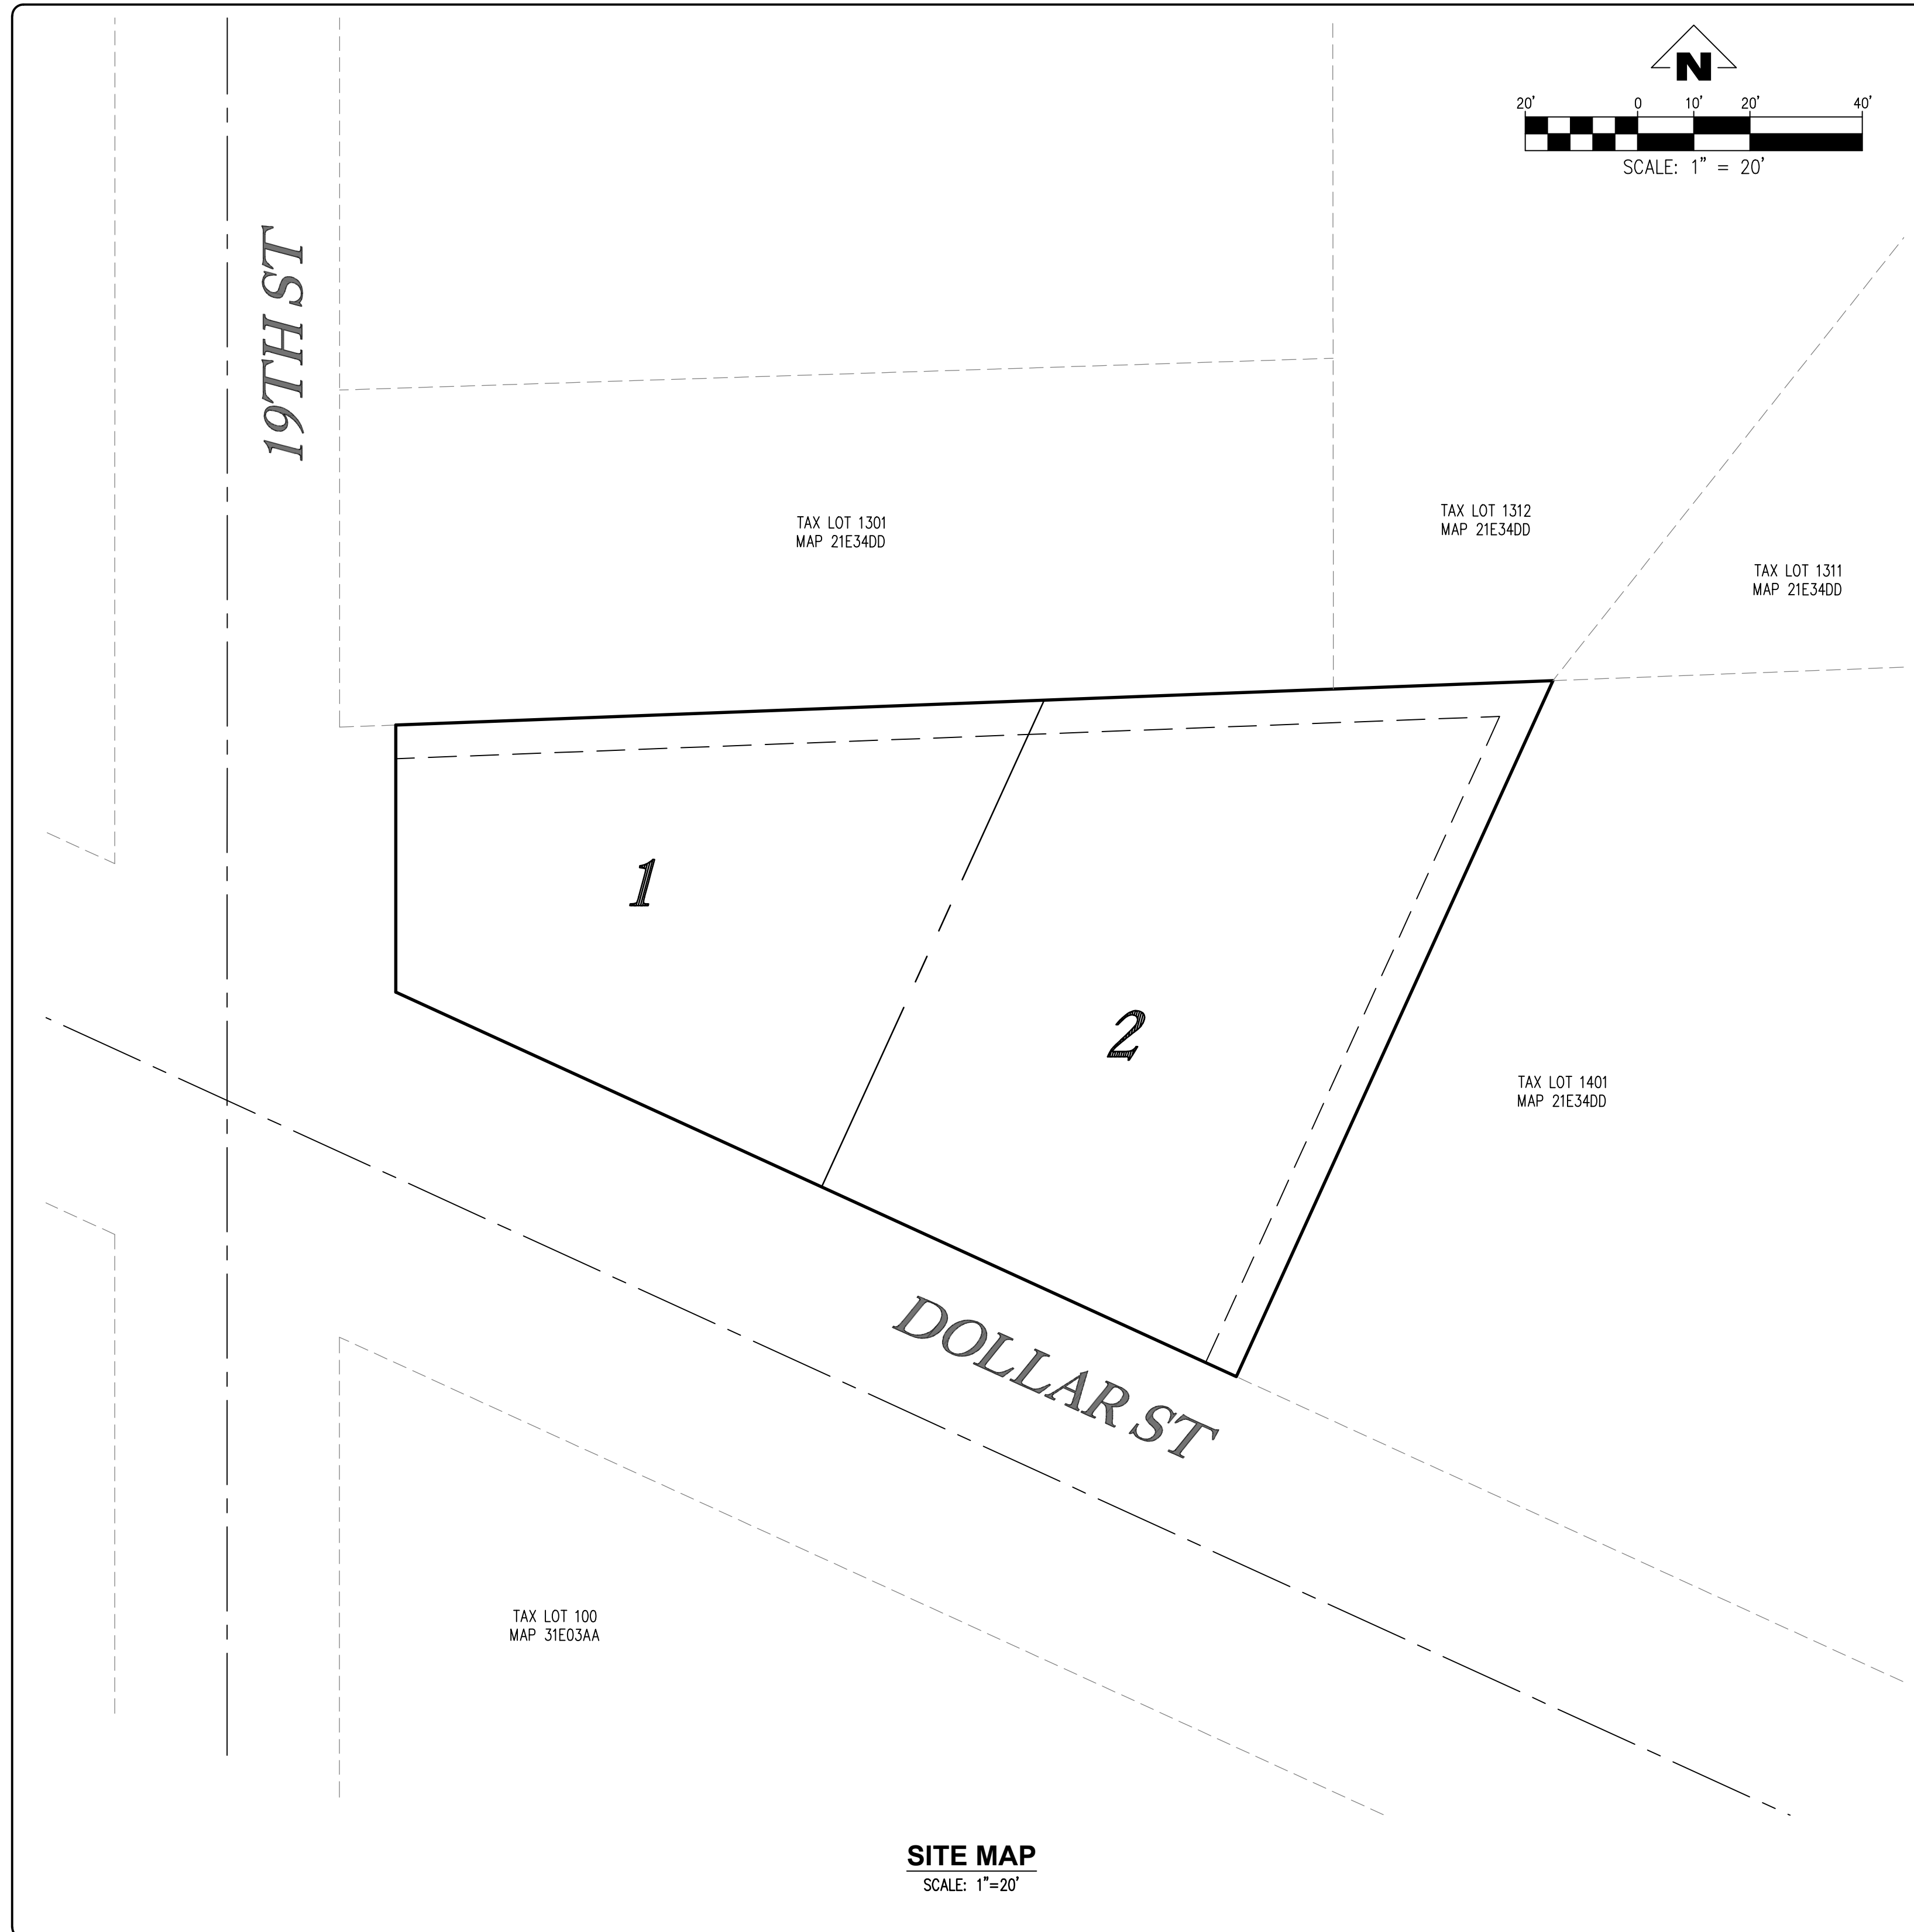 N
20' 0 10' 20' 40'
SCALE: 1" = 20'
19TH ST
TAX LOT 1301
MAP 21E34DD
TAX LOT 1312
MAP 21E34DD
TAX LOT 1311
MAP 21E34DD
1
2
TAX LOT 1401
MAP 21E34DD
DOLLAR ST
TAX LOT 100
MAP 31E03AA
SITE MAP
SCALE: 1"=20'